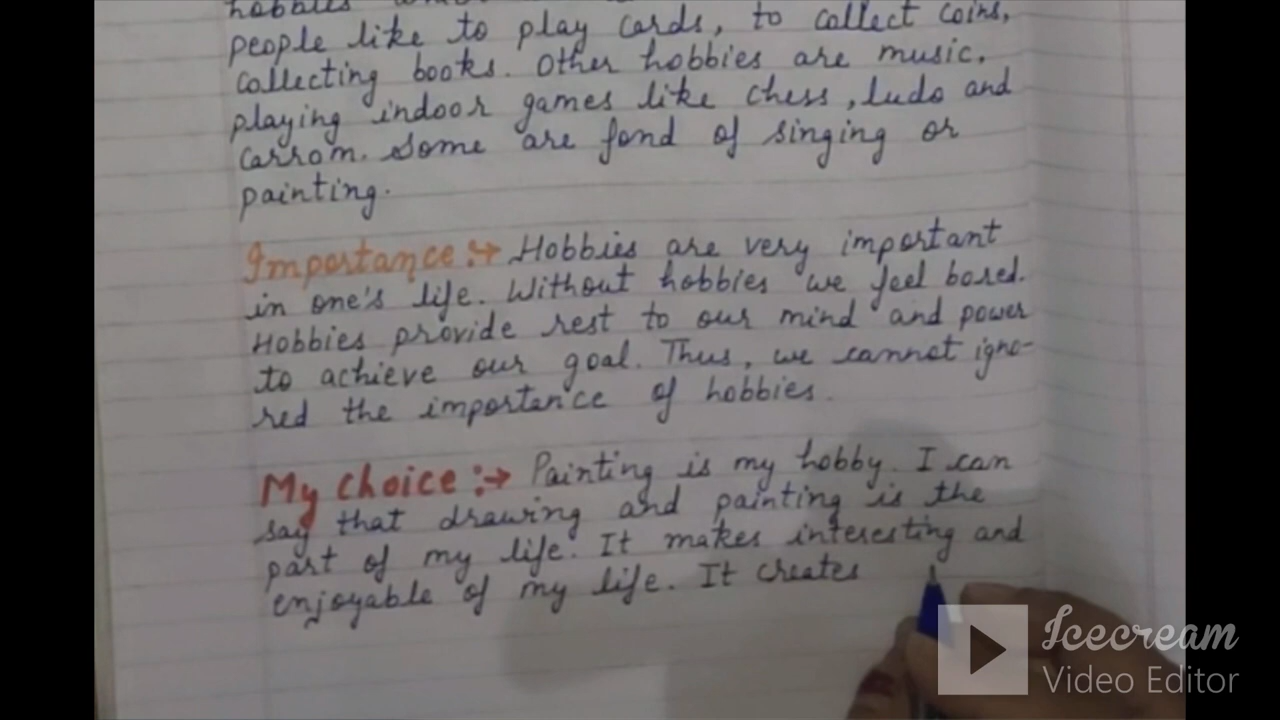 hobbies
people like to play cards, to collect coins,
collecting books. Other hobbies are music,
playing indoor games like chess, ludo and
carrom. Some are fond of singing or
painting.
Importance :→ Hobbies are very important
in one's life. Without hobbies we feel bored.
Hobbies provide rest to our mind and power
to achieve our goal. Thus, we cannot igno-
red the importance of hobbies.
My choice :→ Painting is my hobby. I can
say that drawing and painting is the
part of my life. It makes interesting and
enjoyable of my life. It creates
Icecream
Video Editor